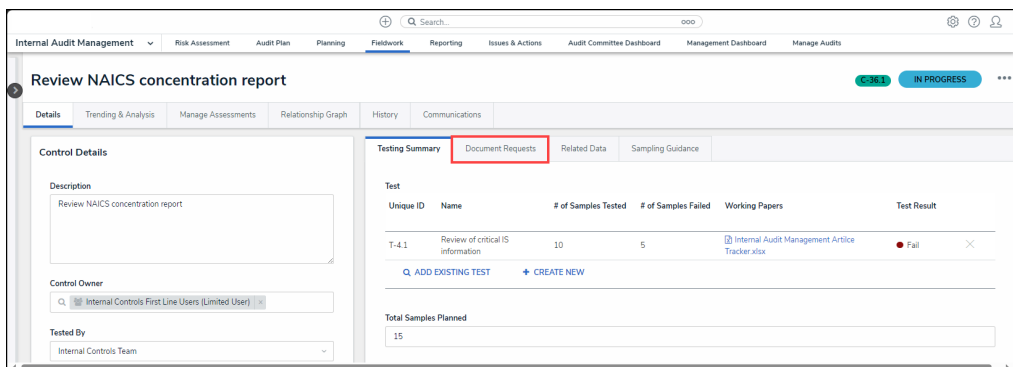 Search...
Internal Audit Management
Risk Assessment Audit Plan Planning Fieldwork Reporting Issues & Actions Audit Committee Dashboard Management Dashboard Manage Audits
Review NAICS concentration report
C-36.1 IN PROGRESS
Details Trending & Analysis Manage Assessments Relationship Graph History Communications
Control Details
Description
Review NAICS concentration report
Control Owner
Internal Controls First Line Users (Limited User) ×
Tested By
Internal Controls Team
Testing Summary Document Requests Related Data Sampling Guidance
Test
Unique ID Name # of Samples Tested # of Samples Failed Working Papers Test Result
T-4.1 Review of critical IS information 10 5 Internal Audit Management Artilce Tracker.xlsx Fail
ADD EXISTING TEST + CREATE NEW
Total Samples Planned
15